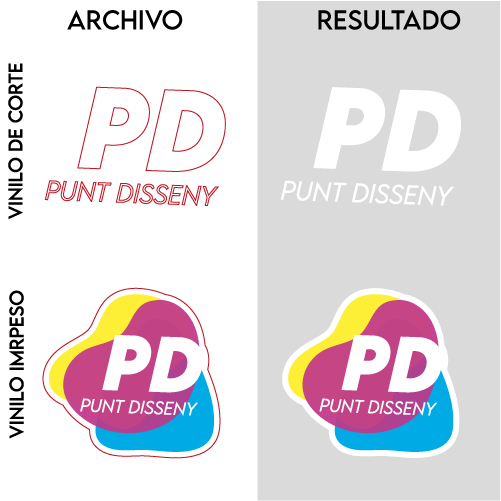 ARCHIVO
RESULTADO
VINILO DE CORTE
PD
PUNT DISSENY
PD
PUNT DISSENY
VINILO IMRPESO
PD
PUNT DISSENY
PD
PUNT DISSENY